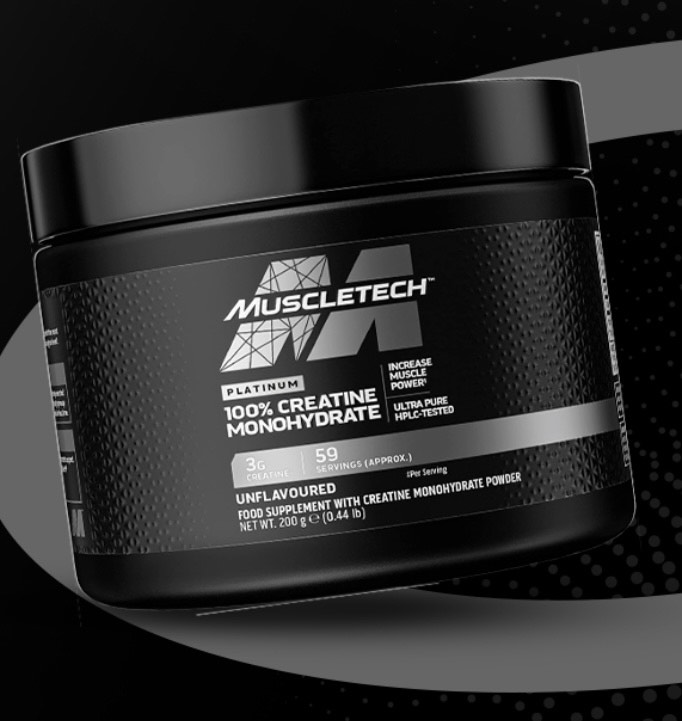 MUSCLETECH™
PLATINUM
100% CREATINE
MONOHYDRATE
INCREASE
MUSCLE
POWER¹
ULTRA PURE
HPLC-TESTED
3G
CREATINE
59
SERVINGS (APPROX.)
‡Per Serving
UNFLAVOURED
FOOD SUPPLEMENT WITH CREATINE MONOHYDRATE POWDER
NET WT. 200 g ℮ (0.44 lb)